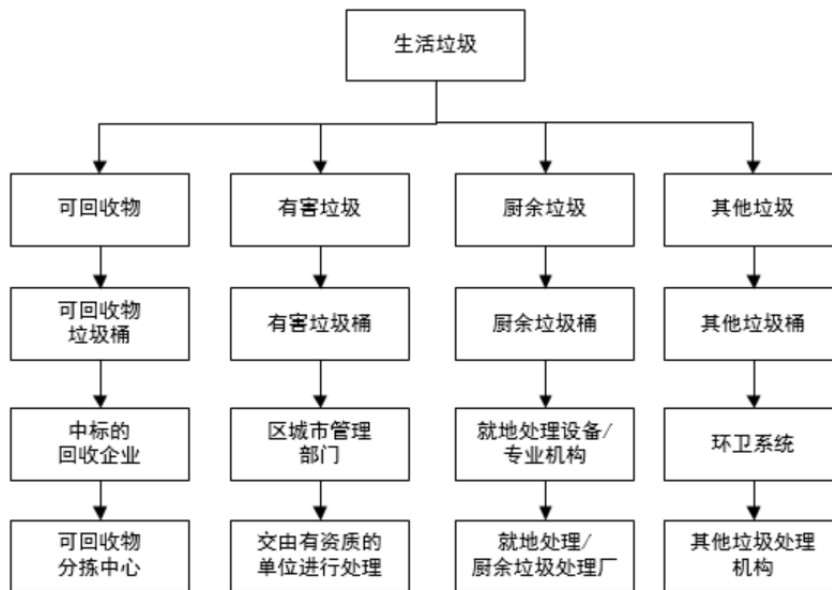 生活垃圾
可回收物
有害垃圾
厨余垃圾
其他垃圾
可回收物
垃圾桶
有害垃圾桶
厨余垃圾桶
其他垃圾桶
中标的
回收企业
区城市管理
部门
就地处理设备/
专业机构
环卫系统
可回收物
分拣中心
交由有资质的
单位进行处理
就地处理/
厨余垃圾处理厂
其他垃圾处理
机构